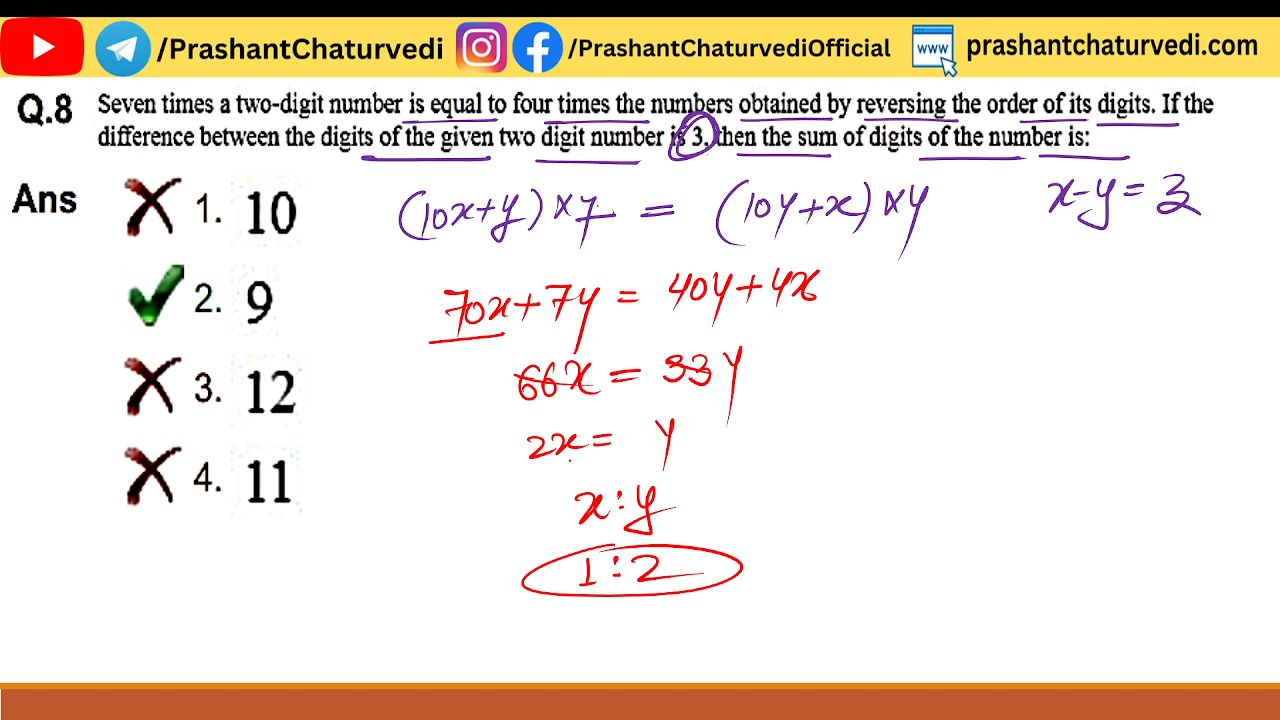 /PrashantChaturvedi /PrashantChaturvediOfficial www prashantchaturvedi.com
Q.8 Seven times a two-digit number is equal to four times the numbers obtained by reversing the order of its digits. If the
difference between the digits of the given two digit number is 3, then the sum of digits of the number is:
Ans 1. 10
(10x+y) x 7 = (10y+x) x 4
x-y = 3
2. 9
70x + 7y = 40y + 4x
3. 12
66x = 33y
2x = y
4. 11
x : y
1 : 2